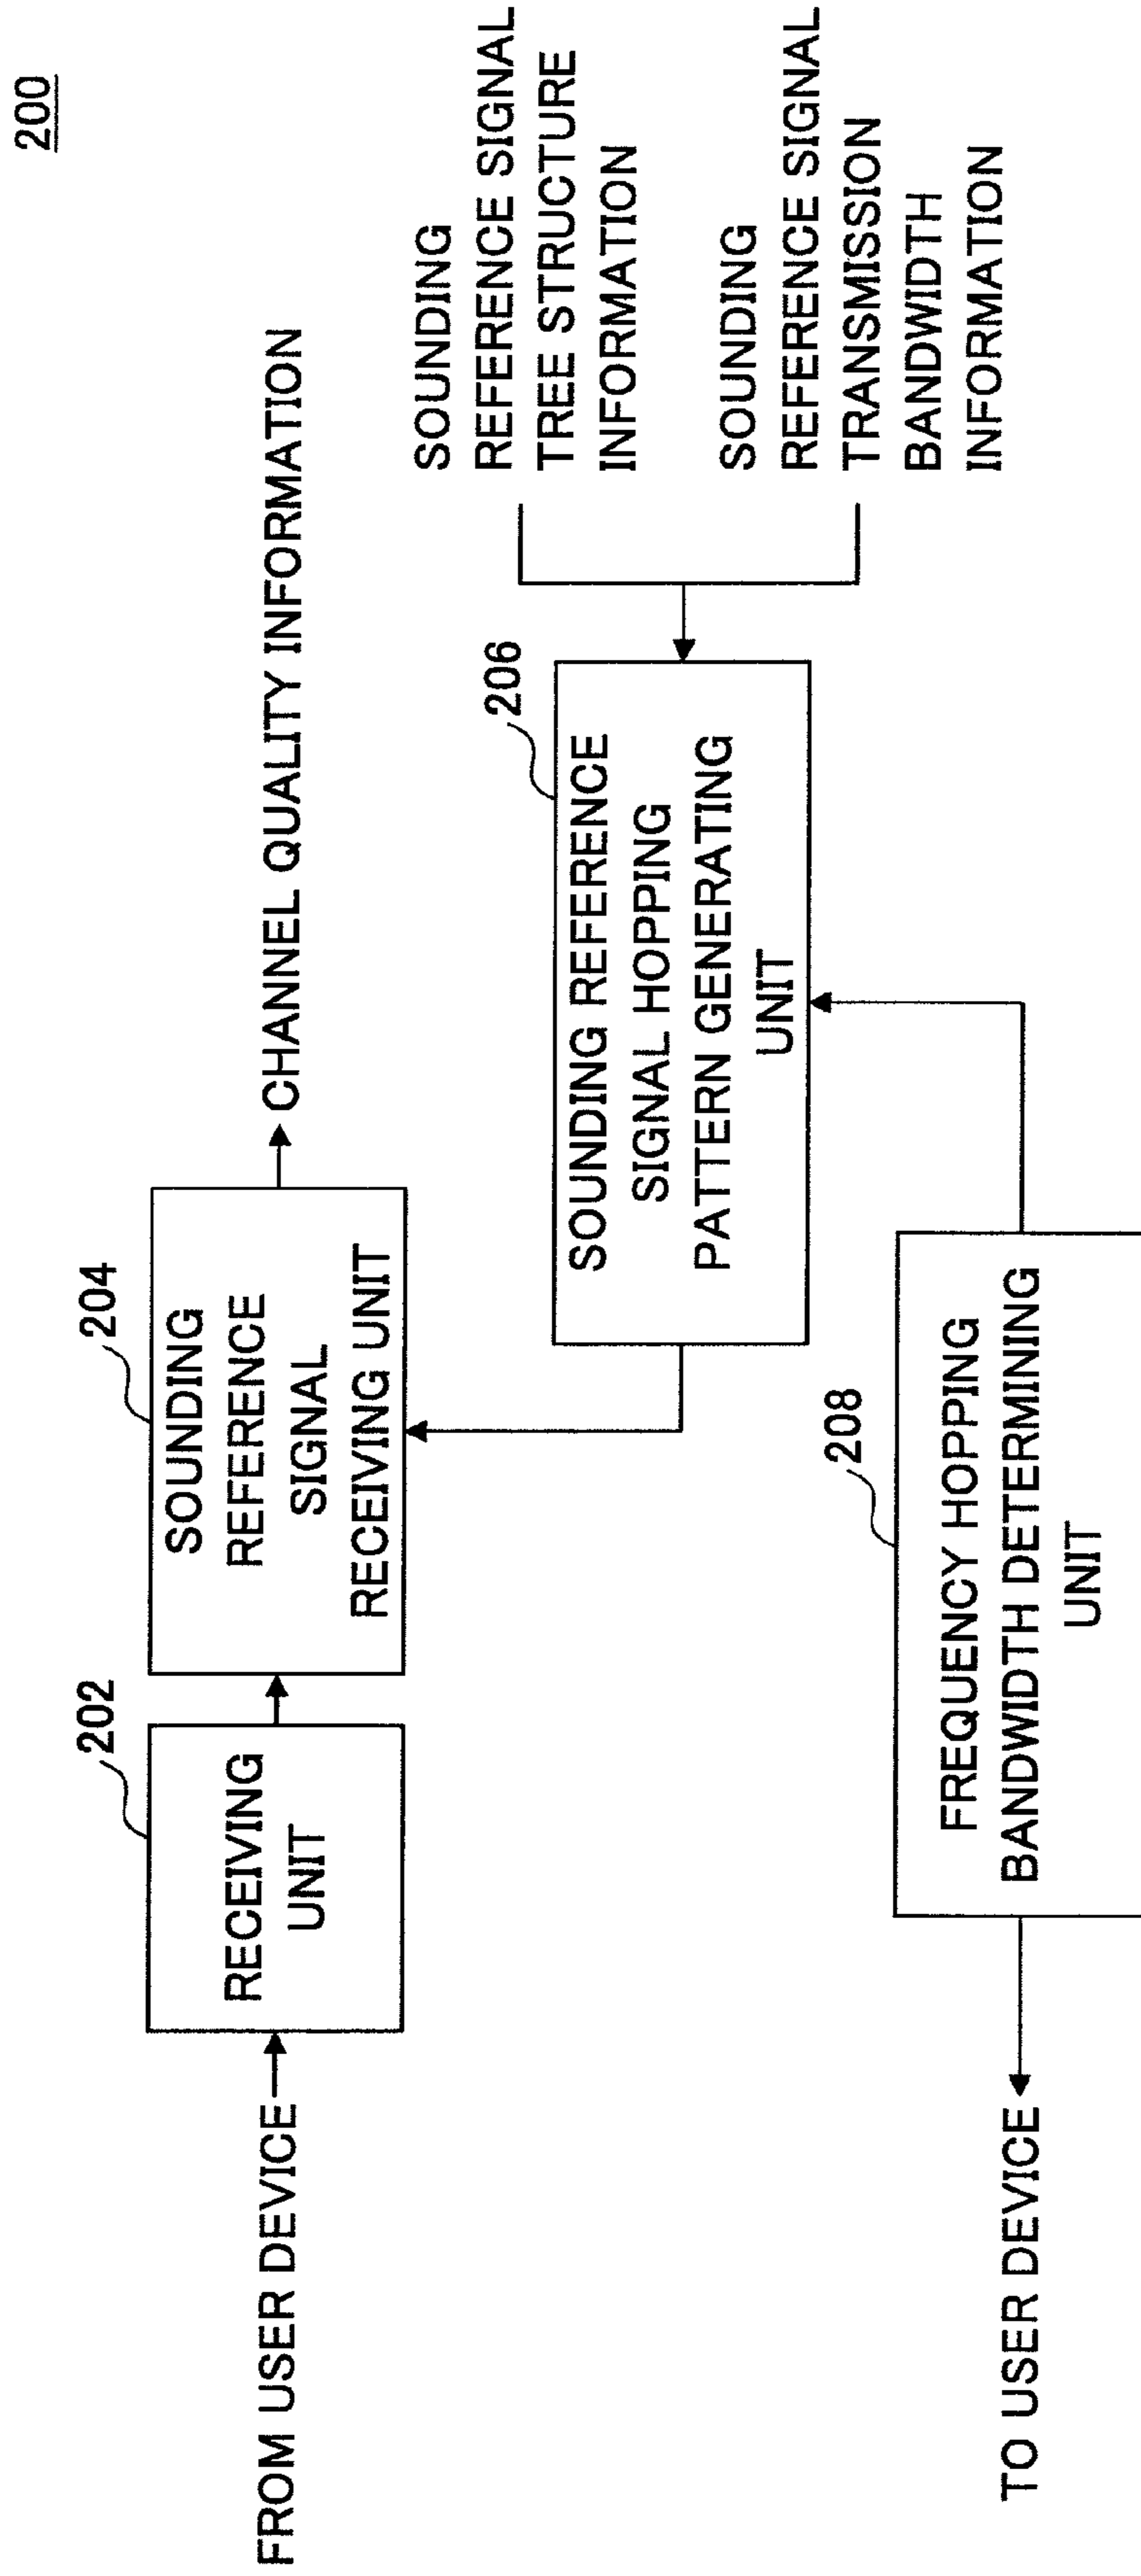 200
FROM USER DEVICE
202
RECEIVING
UNIT
204
SOUNDING
REFERENCE
SIGNAL
RECEIVING UNIT
CHANNEL QUALITY INFORMATION
206
SOUNDING REFERENCE
SIGNAL HOPPING
PATTERN GENERATING
UNIT
SOUNDING
REFERENCE SIGNAL
TREE STRUCTURE
INFORMATION
SOUNDING
REFERENCE SIGNAL
TRANSMISSION
BANDWIDTH
INFORMATION
TO USER DEVICE
208
FREQUENCY HOPPING
BANDWIDTH DETERMINING
UNIT